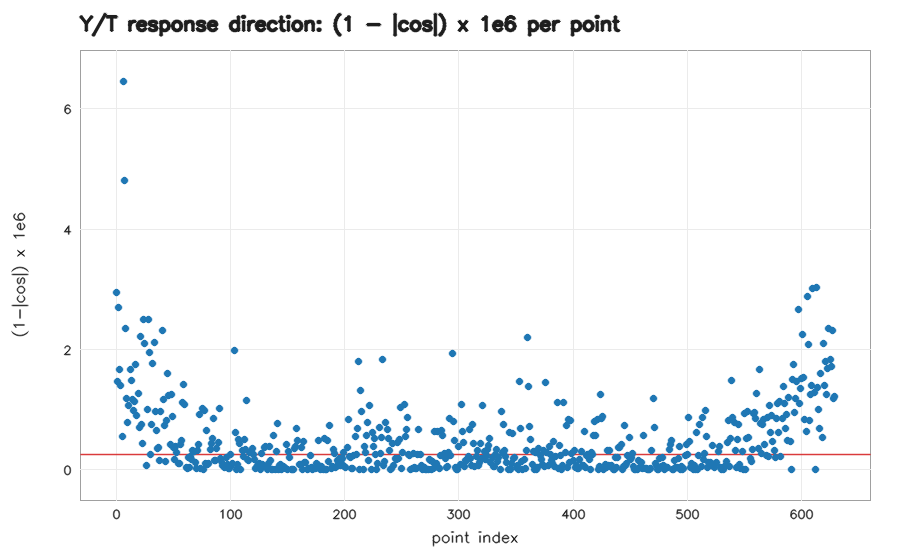 Y/T response direction: (1 - |cos|) x 1e6 per point
6
4
2
0
(1-|cos|) x 1e6
0 100 200 300 400 500 600
point index